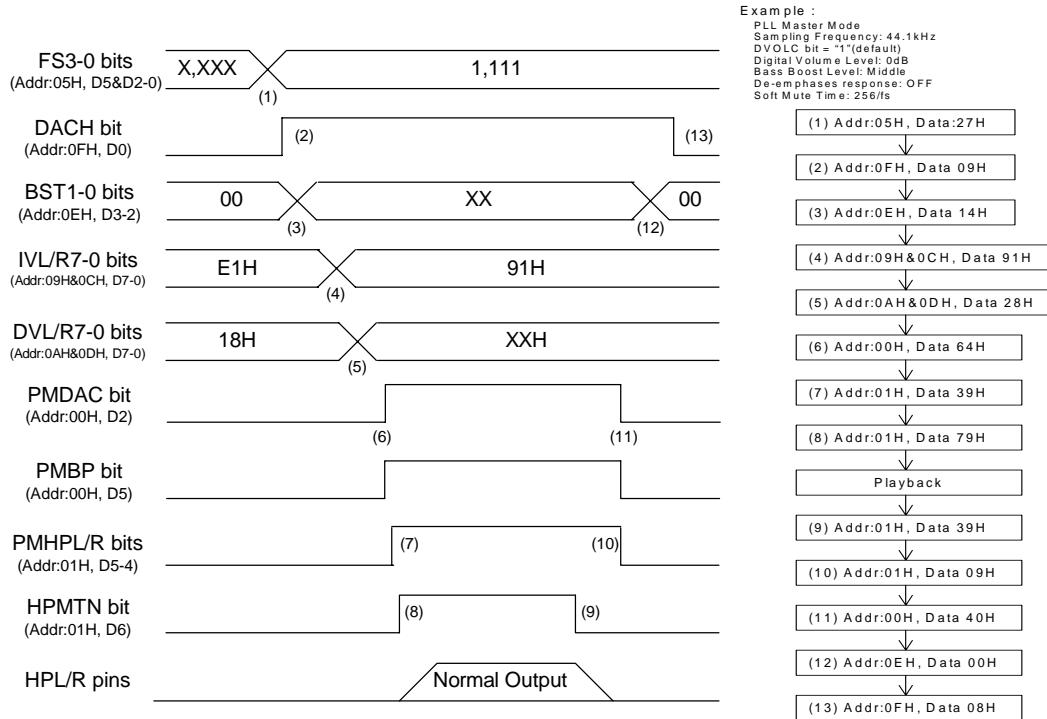 Example :
PLL Master Mode
Sampling Frequency: 44.1kHz
DVOLC bit = “1”(default)
Digital Volume Level: 0dB
Bass Boost Level: Middle
De-emphases response: OFF
Soft Mute Time: 256/fs
FS3-0 bits
(Addr:05H, D5&D2-0)
X,XXX
1,111
(1)
DACH bit
(Addr:0FH, D0)
(2)
(13)
BST1-0 bits
(Addr:0EH, D3-2)
00
XX
00
(3)
(12)
IVL/R7-0 bits
(Addr:09H&0CH, D7-0)
E1H
91H
(4)
DVL/R7-0 bits
(Addr:0AH&0DH, D7-0)
18H
XXH
(5)
PMDAC bit
(Addr:00H, D2)
(6)
(11)
PMBP bit
(Addr:00H, D5)
PMHPL/R bits
(Addr:01H, D5-4)
(7)
(10)
HPMTN bit
(Addr:01H, D6)
(8)
(9)
HPL/R pins
Normal Output
(1) Addr:05H, Data:27H
(2) Addr:0FH, Data 09H
(3) Addr:0EH, Data 14H
(4) Addr:09H&0CH, Data 91H
(5) Addr:0AH&0DH, Data 28H
(6) Addr:00H, Data 64H
(7) Addr:01H, Data 39H
(8) Addr:01H, Data 79H
Playback
(9) Addr:01H, Data 39H
(10) Addr:01H, Data 09H
(11) Addr:00H, Data 40H
(12) Addr:0EH, Data 00H
(13) Addr:0FH, Data 08H